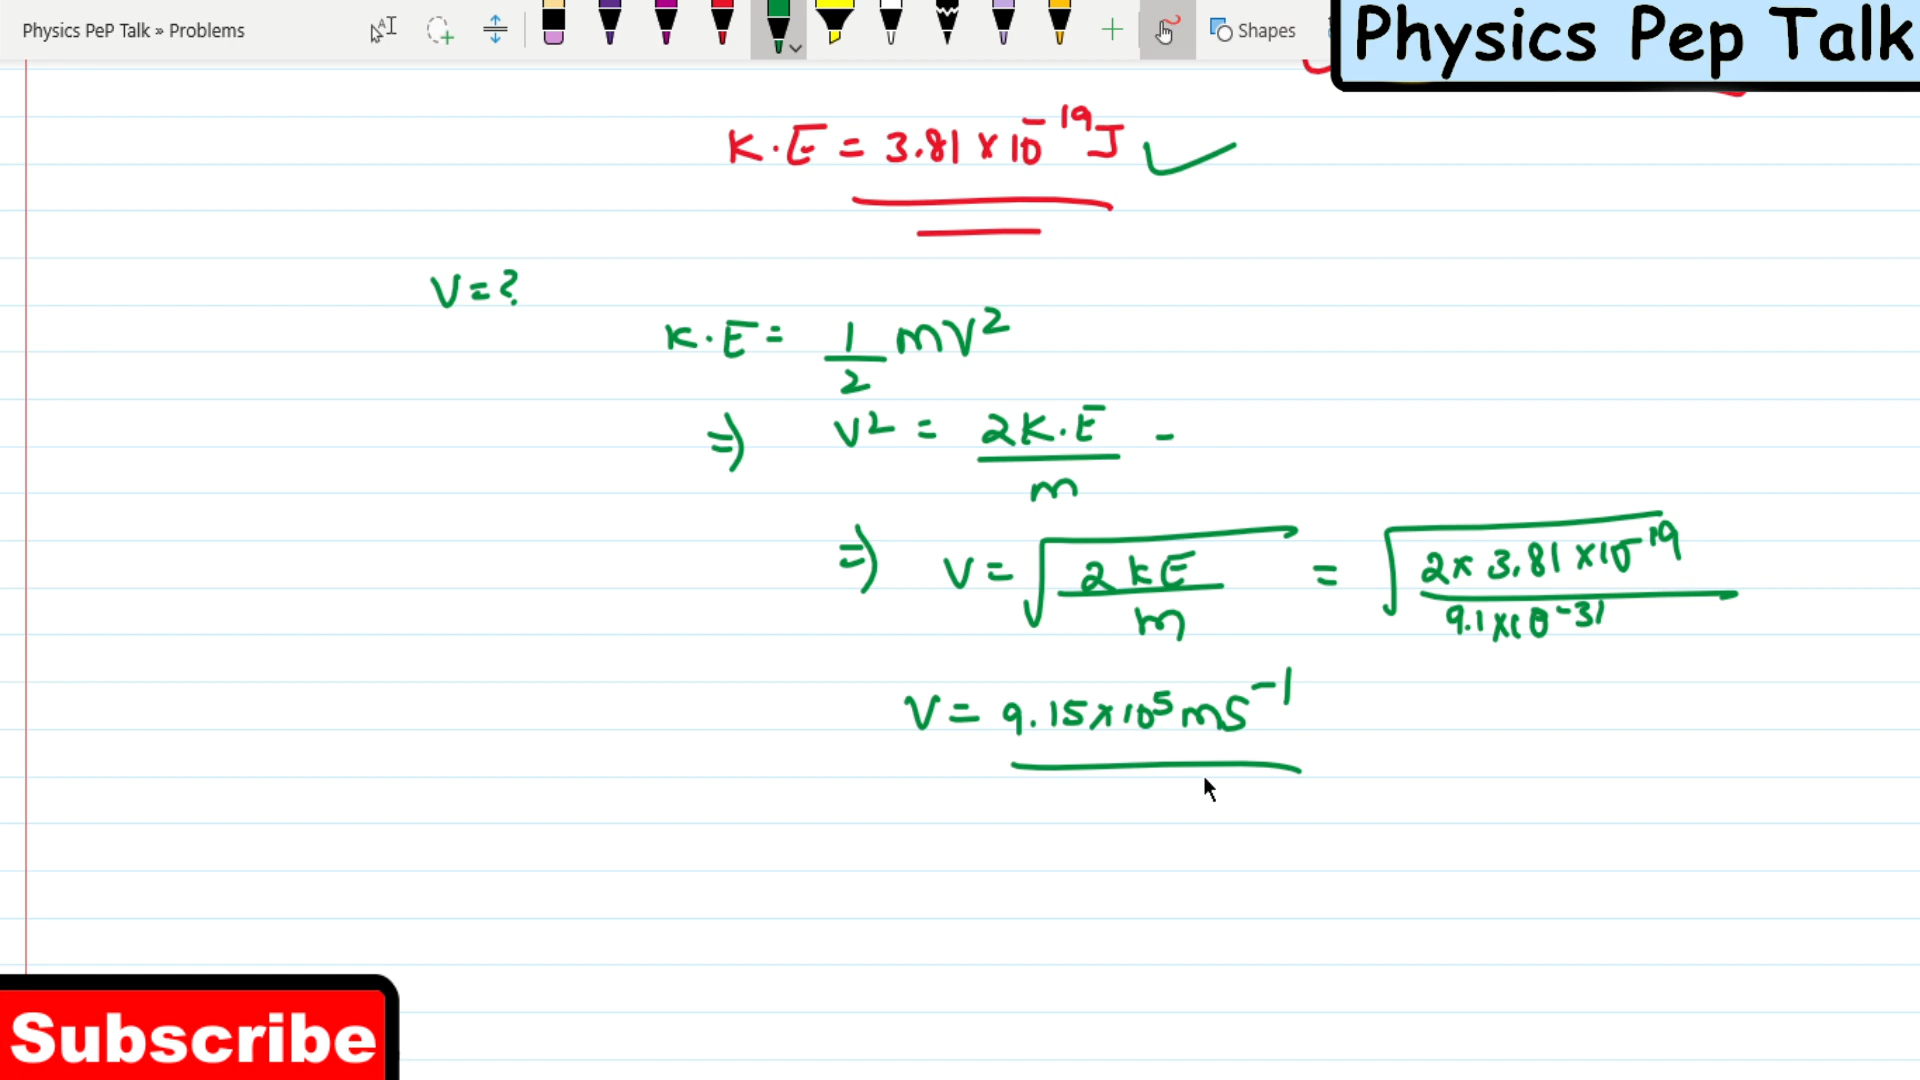 Physics PeP Talk » Problems
Shapes
Physics Pep Talk
K.E = 3.81 × 10⁻¹⁹ J ✓
V = ?
K.E = 1/2 mV²
⇒ V² = 2K.E/m -
⇒ V = √(2KE/m) = √(2 × 3.81 × 10⁻¹⁹/9.1 × 10⁻³¹)
V = 9.15 × 10⁵ mS⁻¹
Subscribe